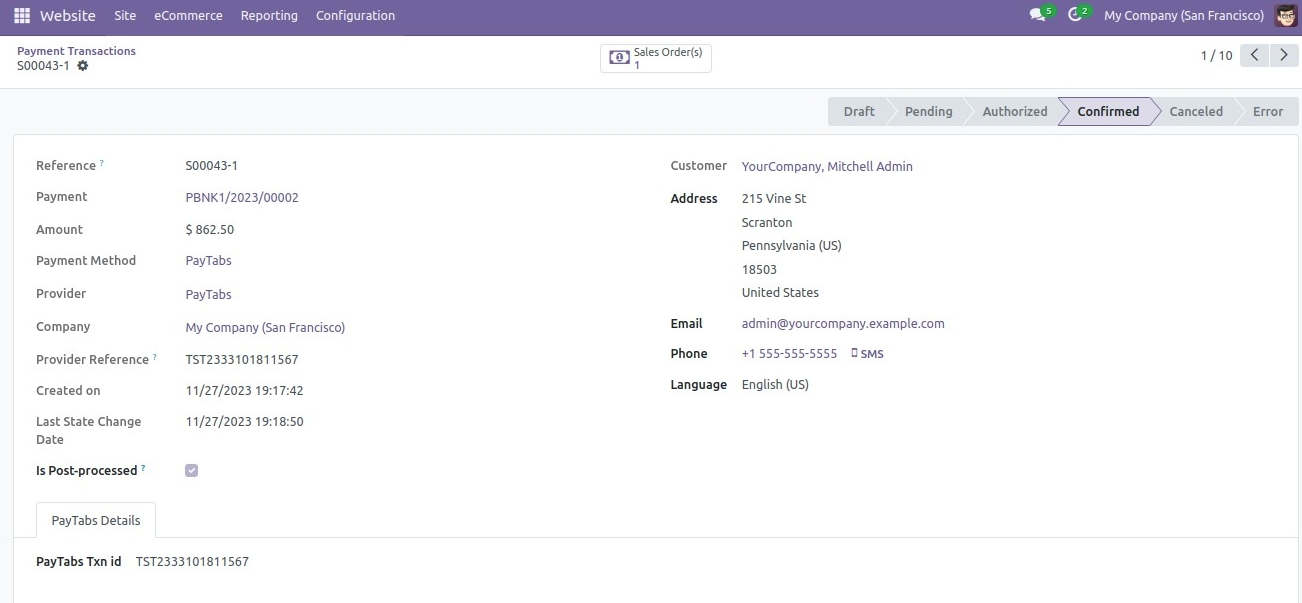 Website Site eCommerce Reporting Configuration 5 2 My Company (San Francisco)
Payment Transactions
S00043-1
Sales Order(s)
1
1 / 10
Draft Pending Authorized Confirmed Canceled Error
Reference ? S00043-1
Payment PBNK1/2023/00002
Amount $ 862.50
Payment Method PayTabs
Provider PayTabs
Company My Company (San Francisco)
Provider Reference ? TST2333101811567
Created on 11/27/2023 19:17:42
Last State Change
Date
11/27/2023 19:18:50
Is Post-processed ?
Customer YourCompany, Mitchell Admin
Address 215 Vine St
Scranton
Pennsylvania (US)
18503
United States
Email admin@yourcompany.example.com
Phone +1 555-555-5555 SMS
Language English (US)
PayTabs Details
PayTabs Txn id TST2333101811567